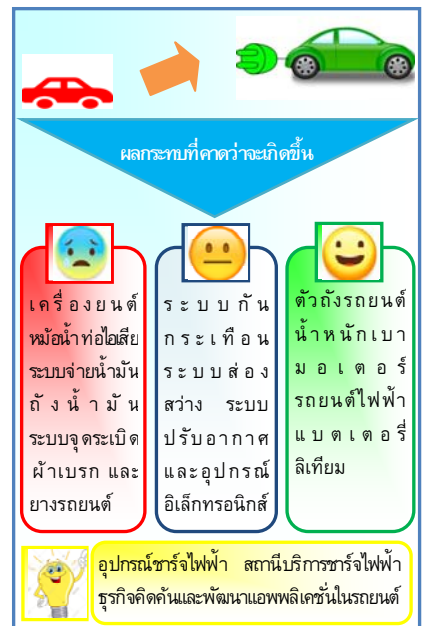 ผลกระทบที่คาดว่าจะเกิดขึ้น
เครื่องยนต์
หม้อน้ำท่อไอเสีย
ระบบจ่ายน้ำมัน
ถังน้ำมัน
ระบบจุดระเบิด
ผ้าเบรก และ
ยางรถยนต์
ระบบกัน
กระเทือน
ระบบส่อง
สว่าง ระบบ
ปรับอากาศ
และอุปกรณ์
อิเล็กทรอนิกส์
ตัวถังรถยนต์
น้ำหนักเบา
มอเตอร์
รถยนต์ไฟฟ้า
แบตเตอรี่
ลิเทียม
อุปกรณ์ชาร์จไฟฟ้า สถานีบริการชาร์จไฟฟ้า
ธุรกิจคิดค้นและพัฒนาแอพพลิเคชั่นในรถยนต์